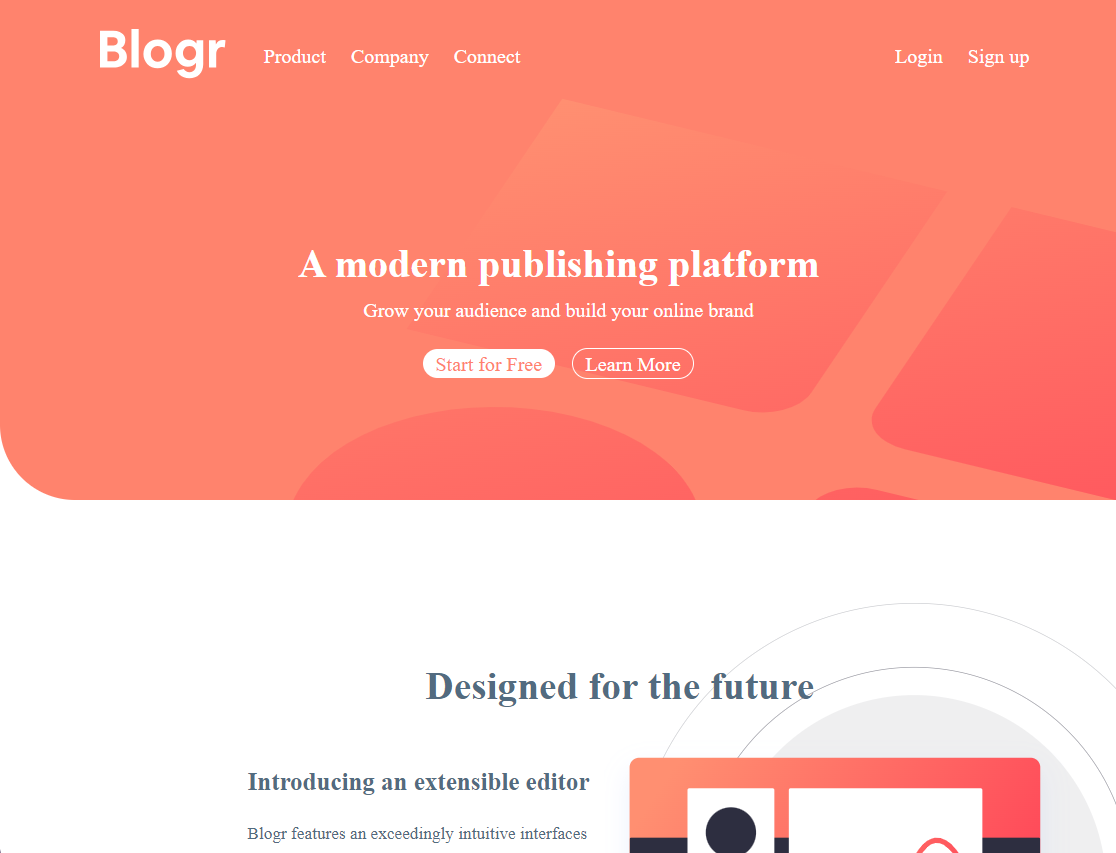 Blogr Product Company Connect Login Sign up
A modern publishing platform
Grow your audience and build your online brand
Start for Free Learn More
Designed for the future
Introducing an extensible editor
Blogr features an exceedingly intuitive interfaces